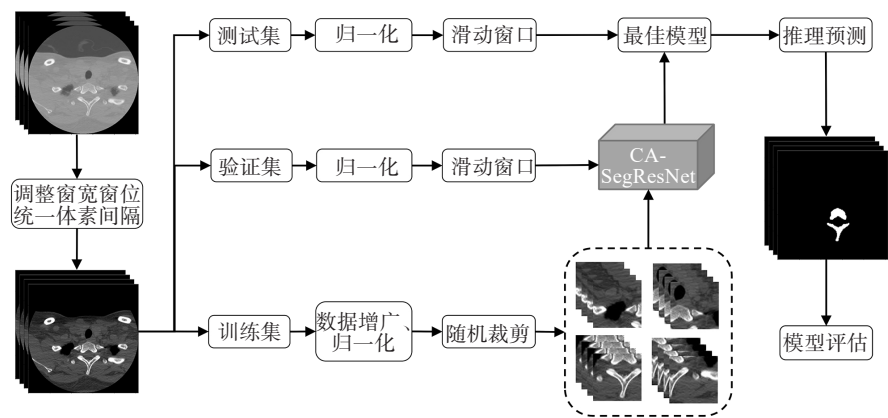 测试集
归一化
滑动窗口
最佳模型
推理预测
验证集
归一化
滑动窗口
CA-
SegResNet
调整窗宽窗位
统一体素间隔
训练集
数据增广、
归一化
随机裁剪
模型评估